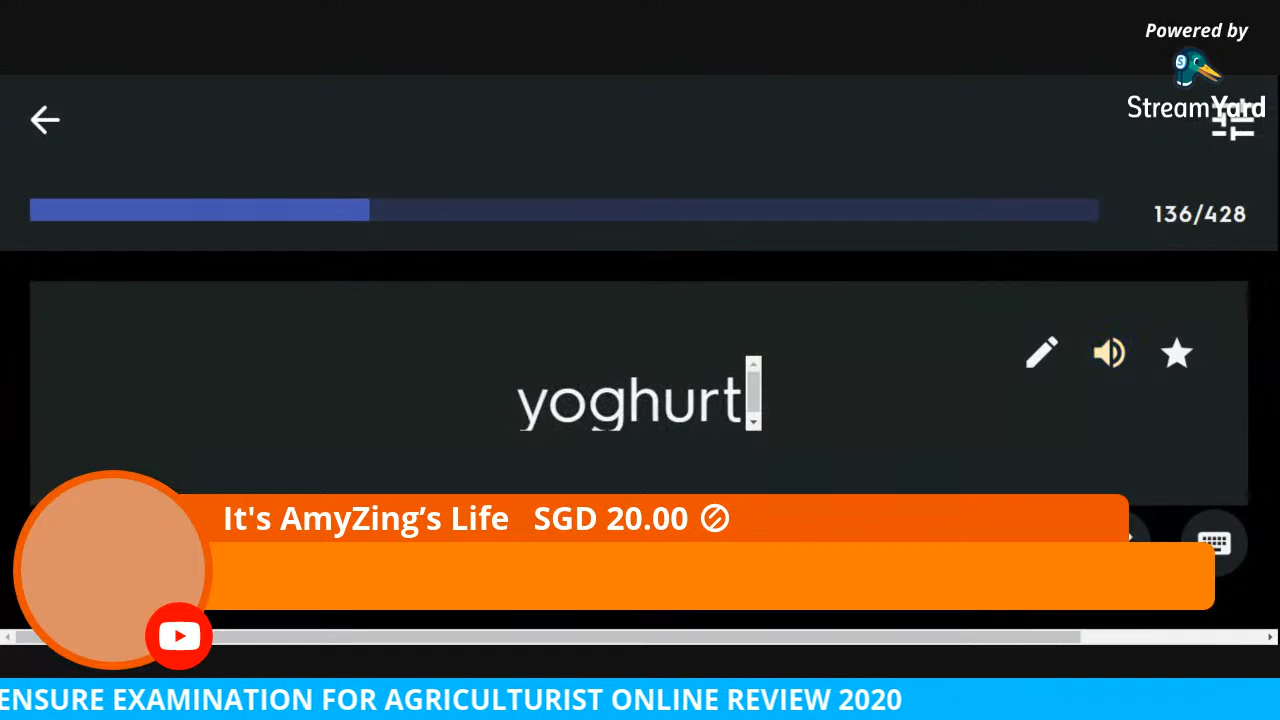 Powered by
StreamYard
136/428
yoghurt
It's AmyZing’s Life SGD 20.00
ENSURE EXAMINATION FOR AGRICULTURIST ONLINE REVIEW 2020